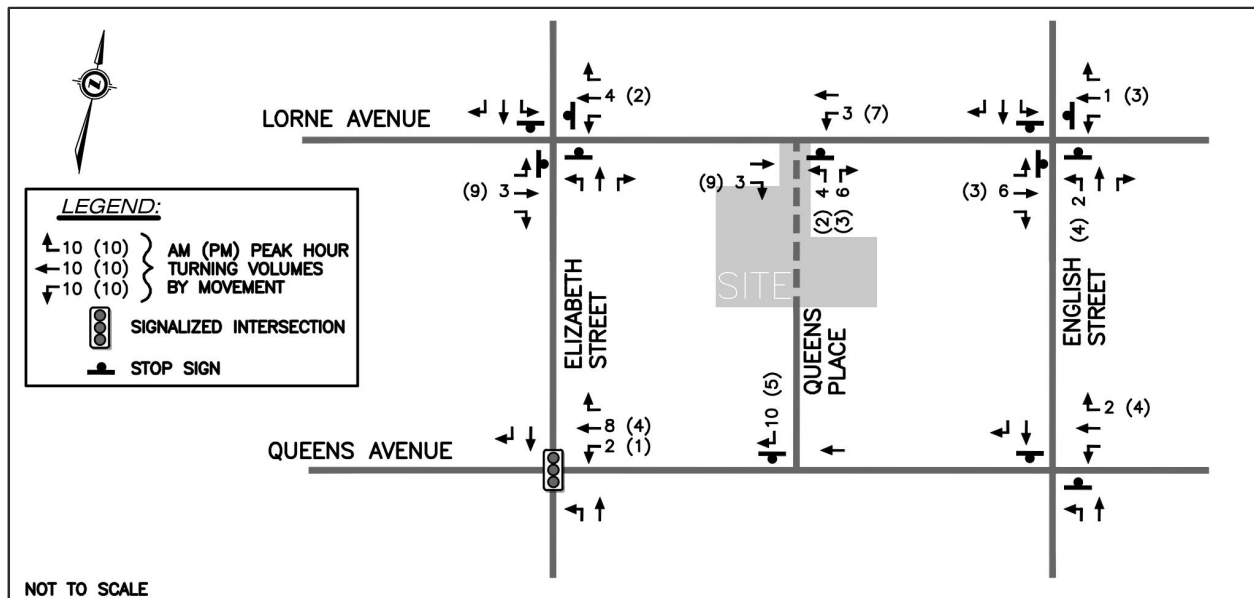 N
LORNE AVENUE
4 (2)
3 (7)
1 (3)
(9) 3
(9) 3
4 (2)
6 (3)
(3) 6
2 (4)
LEGEND:
10 (10)
10 (10)
10 (10)
AM (PM) PEAK HOUR
TURNING VOLUMES
BY MOVEMENT
SIGNALIZED INTERSECTION
STOP SIGN
SITE
ELIZABETH
STREET
QUEENS
PLACE
ENGLISH
STREET
QUEENS AVENUE
8 (4)
2 (1)
10 (5)
2 (4)
NOT TO SCALE